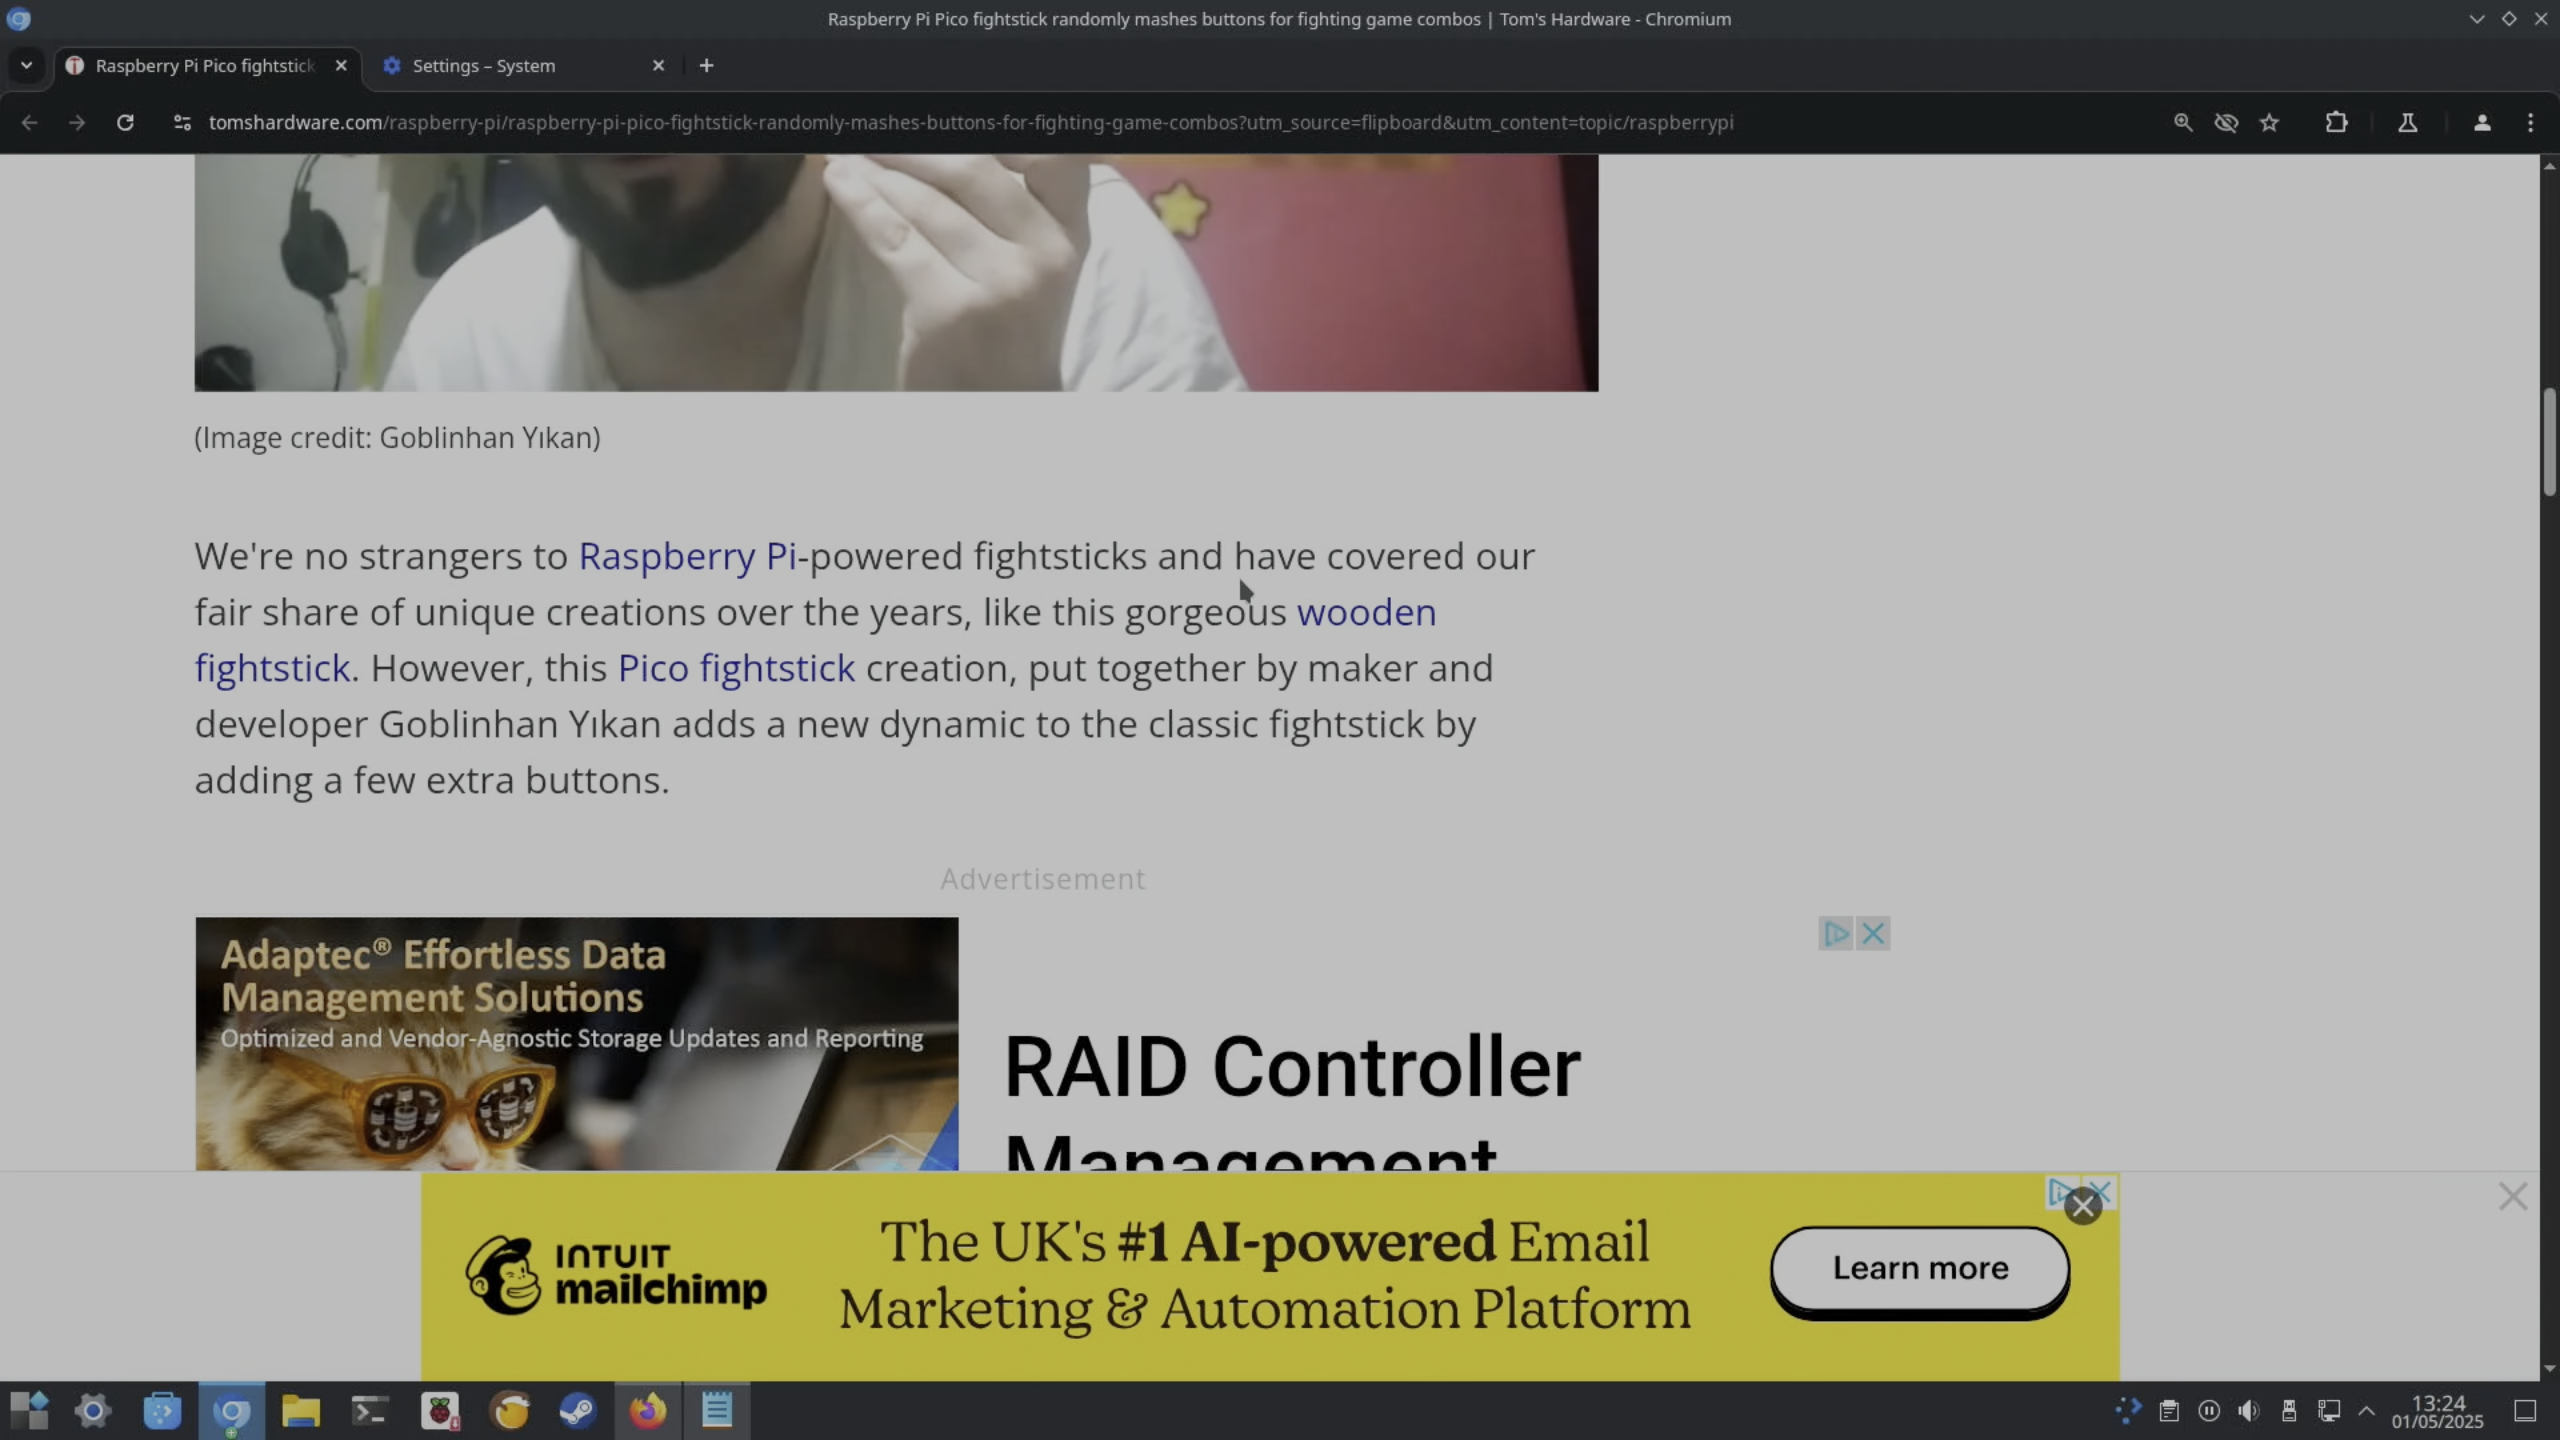 Raspberry Pi Pico fightstick randomly mashes buttons for fighting game combos | Tom's Hardware - Chromium
Raspberry Pi Pico fightstick
Settings – System
tomshardware.com/raspberry-pi/raspberry-pi-pico-fightstick-randomly-mashes-buttons-for-fighting-game-combos?utm_source=flipboard&utm_content=topic/raspberrypi
(Image credit: Goblinhan Yıkan)
We're no strangers to Raspberry Pi-powered fightsticks and have covered our
fair share of unique creations over the years, like this gorgeous wooden
fightstick. However, this Pico fightstick creation, put together by maker and
developer Goblinhan Yıkan adds a new dynamic to the classic fightstick by
adding a few extra buttons.
Advertisement
Adaptec® Effortless Data
Management Solutions
Optimized and Vendor-Agnostic Storage Updates and Reporting
RAID Controller
Management
INTUIT
mailchimp
The UK's #1 AI-powered Email
Marketing & Automation Platform
Learn more
13:24
01/05/2025